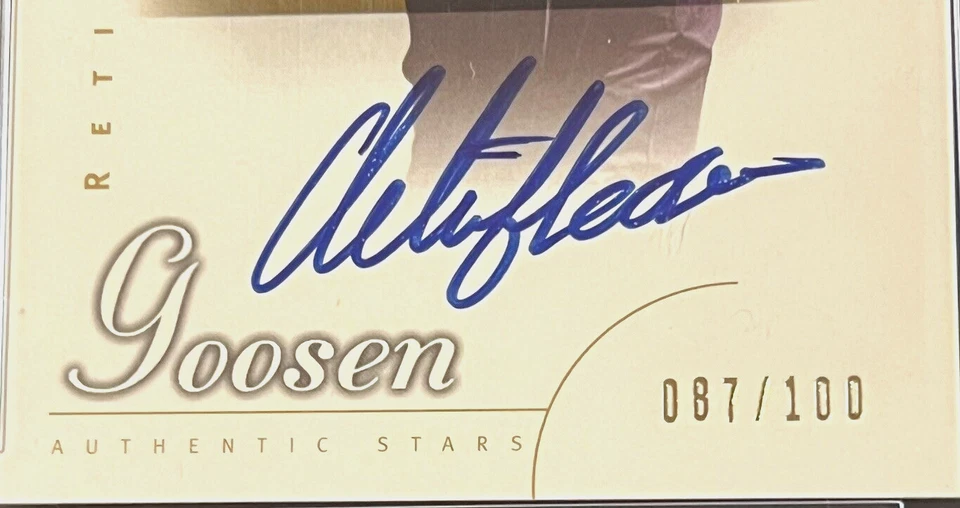 RETI
Goosen
AUTHENTIC STARS
087/100